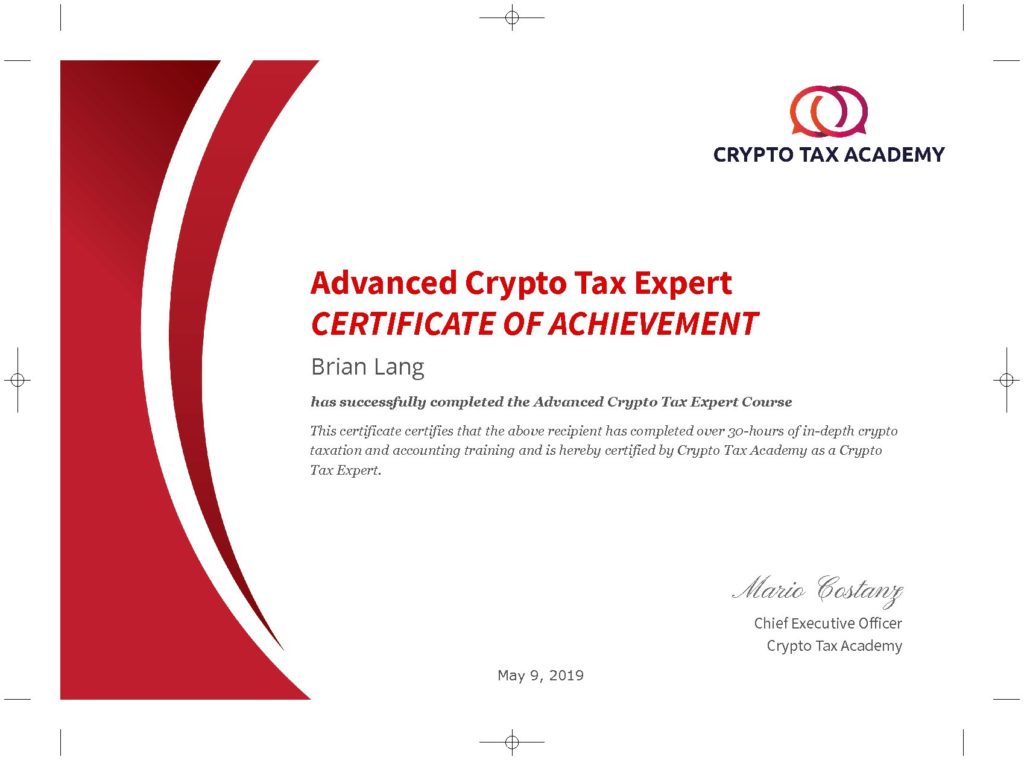 CRYPTO TAX ACADEMY
Advanced Crypto Tax Expert
CERTIFICATE OF ACHIEVEMENT
Brian Lang
has successfully completed the Advanced Crypto Tax Expert Course
This certificate certifies that the above recipient has completed over 30-hours of in-depth crypto
taxation and accounting training and is hereby certified by Crypto Tax Academy as a Crypto
Tax Expert.
Mario Costanz
Chief Executive Officer
Crypto Tax Academy
May 9, 2019